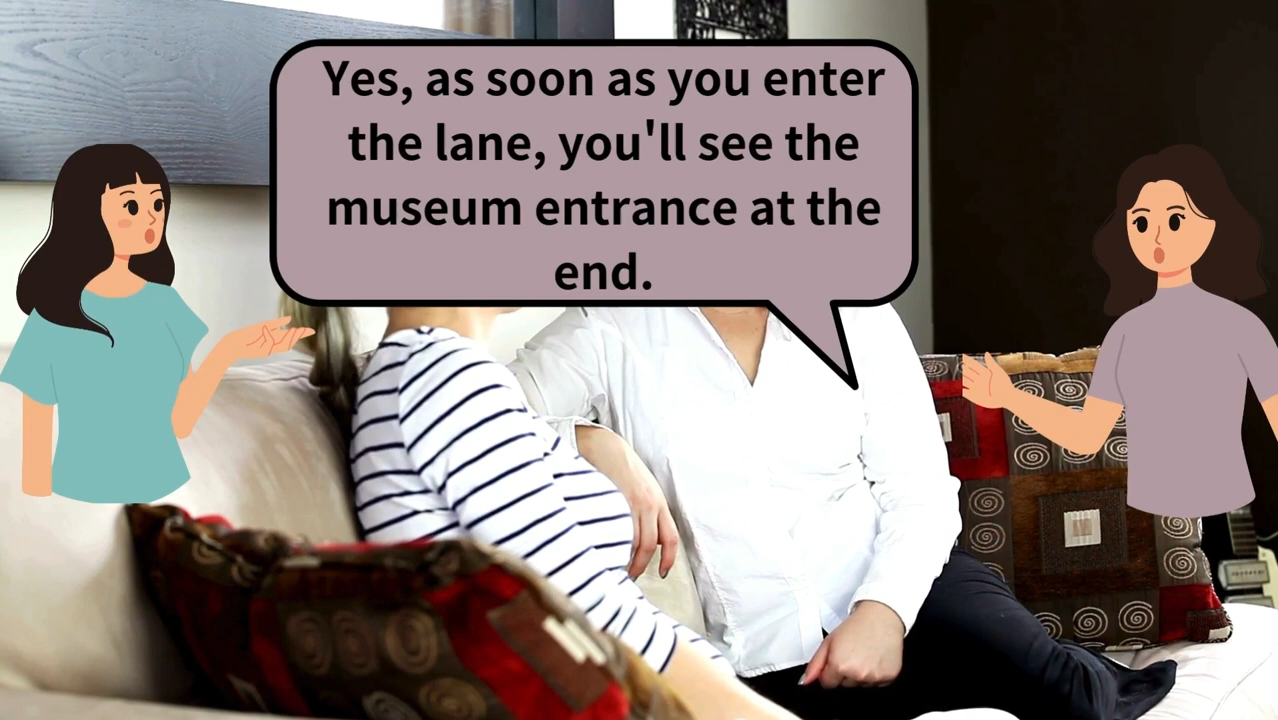 Yes, as soon as you enter
the lane, you'll see the
museum entrance at the
end.